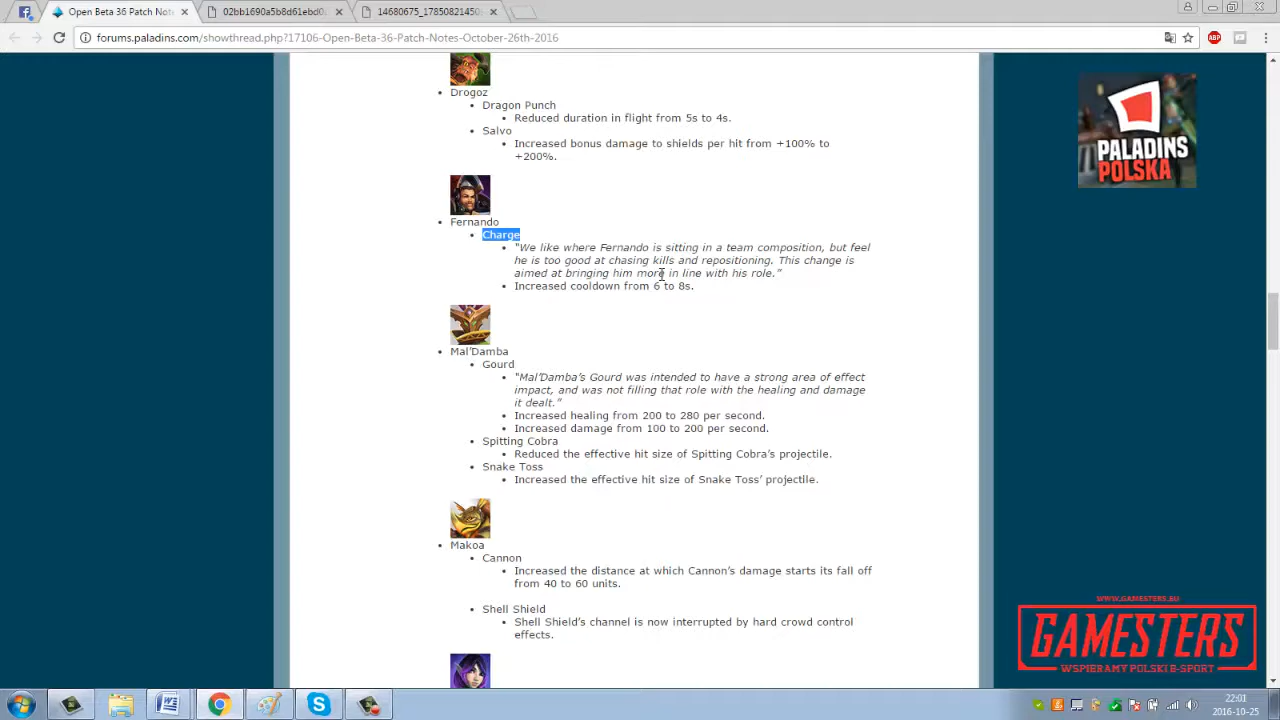 Open Beta 36 Patch Not
02bb1690a5b8d61ebd0
14680675_1785082145
forums.paladins.com/showthread.php?17106-Open-Beta-36-Patch-Notes-October-26th-2016
ABP
Drogoz
Dragon Punch
Reduced duration in flight from 5s to 4s.
Salvo
Increased bonus damage to shields per hit from +100% to
+200%.
Fernando
Charge
“We like where Fernando is sitting in a team composition, but feel
he is too good at chasing kills and repositioning. This change is
aimed at bringing him more in line with his role.”
Increased cooldown from 6 to 8s.
Mal’Damba
Gourd
“Mal’Damba’s Gourd was intended to have a strong area of effect
impact, and was not filling that role with the healing and damage
it dealt.”
Increased healing from 200 to 280 per second.
Increased damage from 100 to 200 per second.
Spitting Cobra
Reduced the effective hit size of Spitting Cobra’s projectile.
Snake Toss
Increased the effective hit size of Snake Toss’ projectile.
Makoa
Cannon
Increased the distance at which Cannon’s damage starts its fall off
from 40 to 60 units.
Shell Shield
Shell Shield’s channel is now interrupted by hard crowd control
effects.
PALADINS
POLSKA
WWW.GAMESTERS.EU
GAMESTERS
WSPIERAMY POLSKI E-SPORT
22:01
2016-10-25